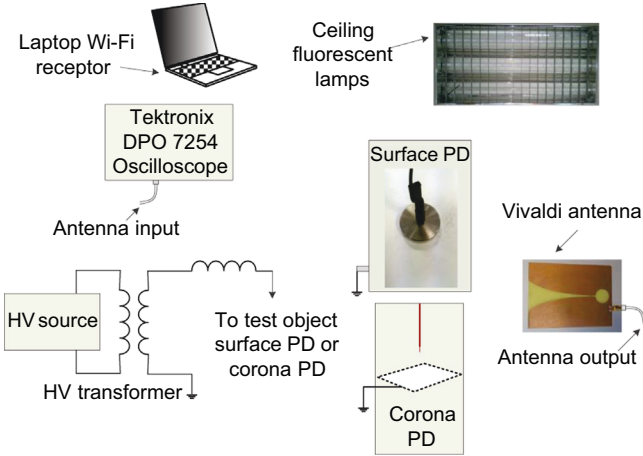 Laptop Wi-Fi
receptor
Ceiling
fluorescent
lamps
Tektronix
DPO 7254
Oscilloscope
Antenna input
Surface PD
Vivaldi antenna
HV source
HV transformer
To test object
surface PD or
corona PD
Antenna output
Corona
PD